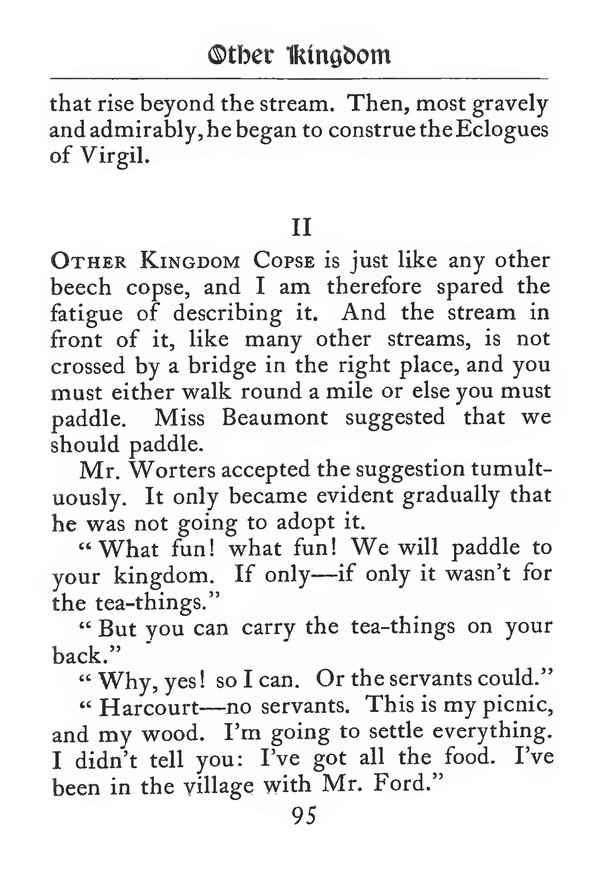 Other Kingdom
that rise beyond the stream. Then, most gravely
and admirably, he began to construe the Eclogues
of Virgil.
II
Other Kingdom Copse is just like any other
beech copse, and I am therefore spared the
fatigue of describing it. And the stream in
front of it, like many other streams, is not
crossed by a bridge in the right place, and you
must either walk round a mile or else you must
paddle. Miss Beaumont suggested that we
should paddle.
Mr. Worters accepted the suggestion tumult-
uously. It only became evident gradually that
he was not going to adopt it.
“What fun! what fun! We will paddle to
your kingdom. If only—if only it wasn’t for
the tea-things.”
“But you can carry the tea-things on your
back.”
“Why, yes! so I can. Or the servants could.”
“Harcourt—no servants. This is my picnic,
and my wood. I’m going to settle everything.
I didn’t tell you: I’ve got all the food. I’ve
been in the village with Mr. Ford.”
95